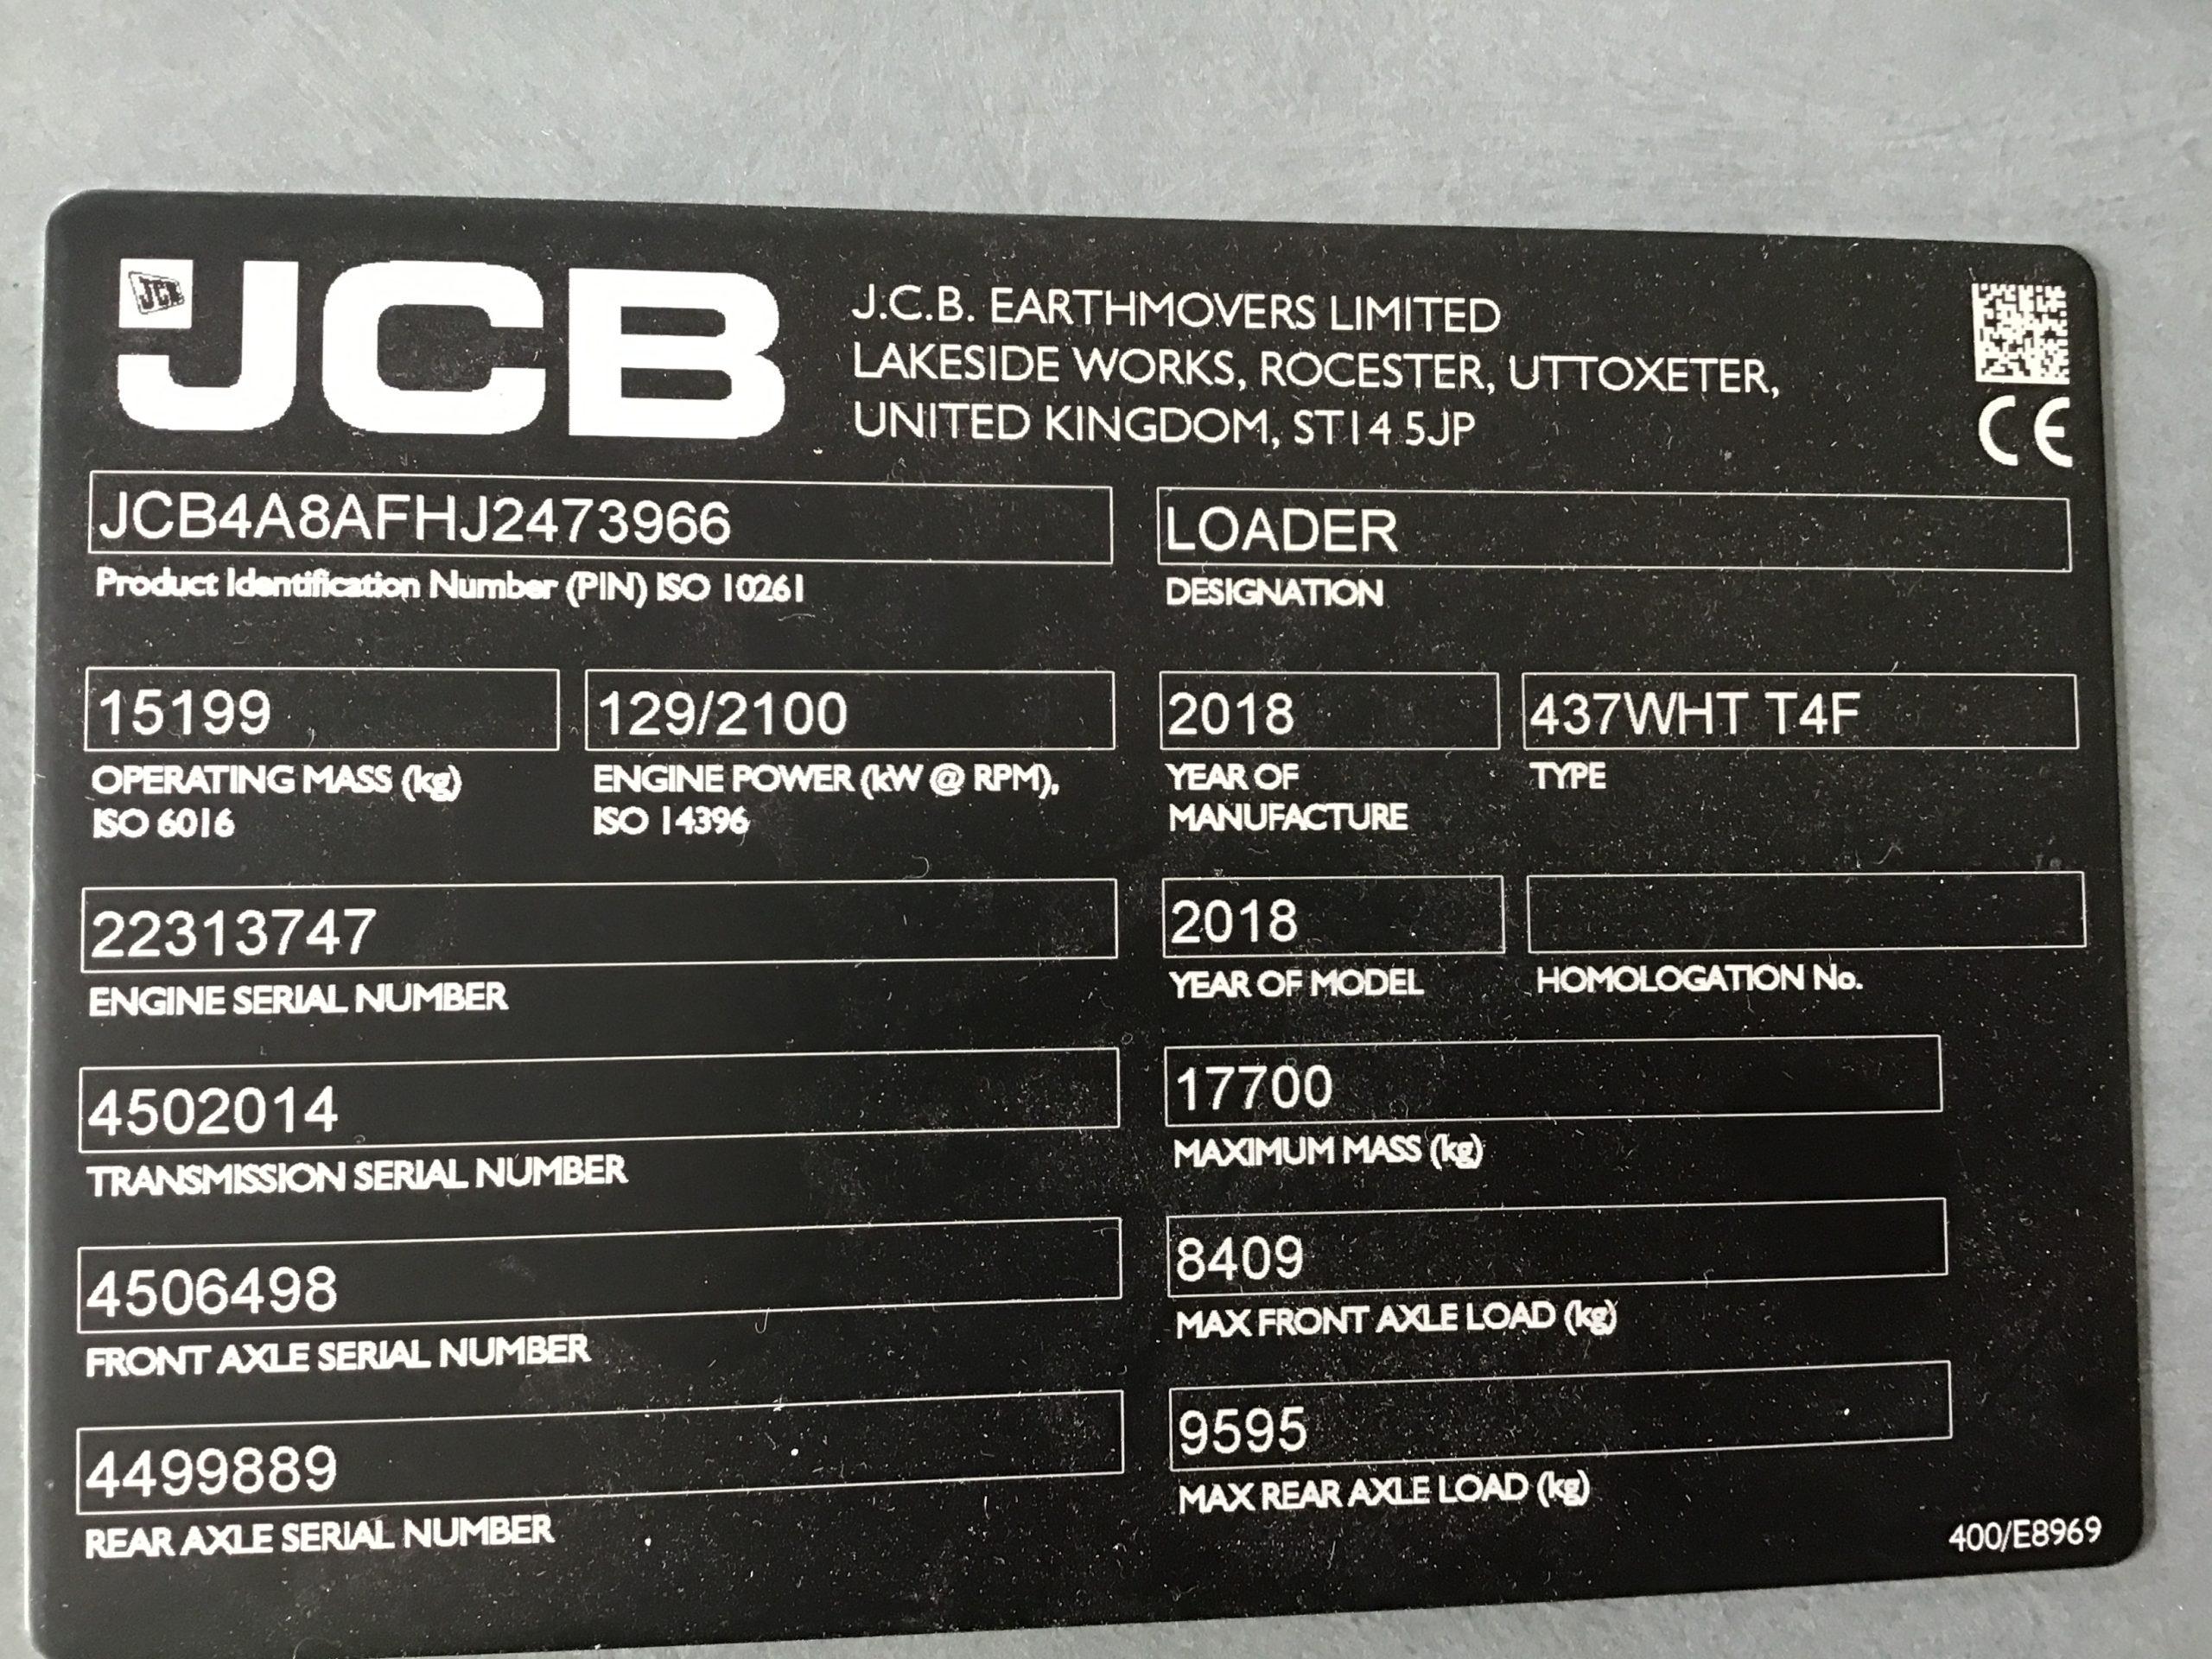 JCB
JCB
J.C.B. EARTHMOVERS LIMITED
LAKESIDE WORKS, ROCESTER, UTTOXETER,
UNITED KINGDOM, ST14 5JP
CE
JCB4A8AFHJ2473966
Product Identification Number (PIN) ISO 10261
LOADER
DESIGNATION
15199
OPERATING MASS (kg)
ISO 6016
129/2100
ENGINE POWER (kW @ RPM),
ISO 14396
2018
YEAR OF
MANUFACTURE
437WHT T4F
TYPE
22313747
ENGINE SERIAL NUMBER
2018
YEAR OF MODEL
HOMOLOGATION No.
4502014
TRANSMISSION SERIAL NUMBER
17700
MAXIMUM MASS (kg)
4506498
FRONT AXLE SERIAL NUMBER
8409
MAX FRONT AXLE LOAD (kg)
4499889
REAR AXLE SERIAL NUMBER
9595
MAX REAR AXLE LOAD (kg)
400/E8969